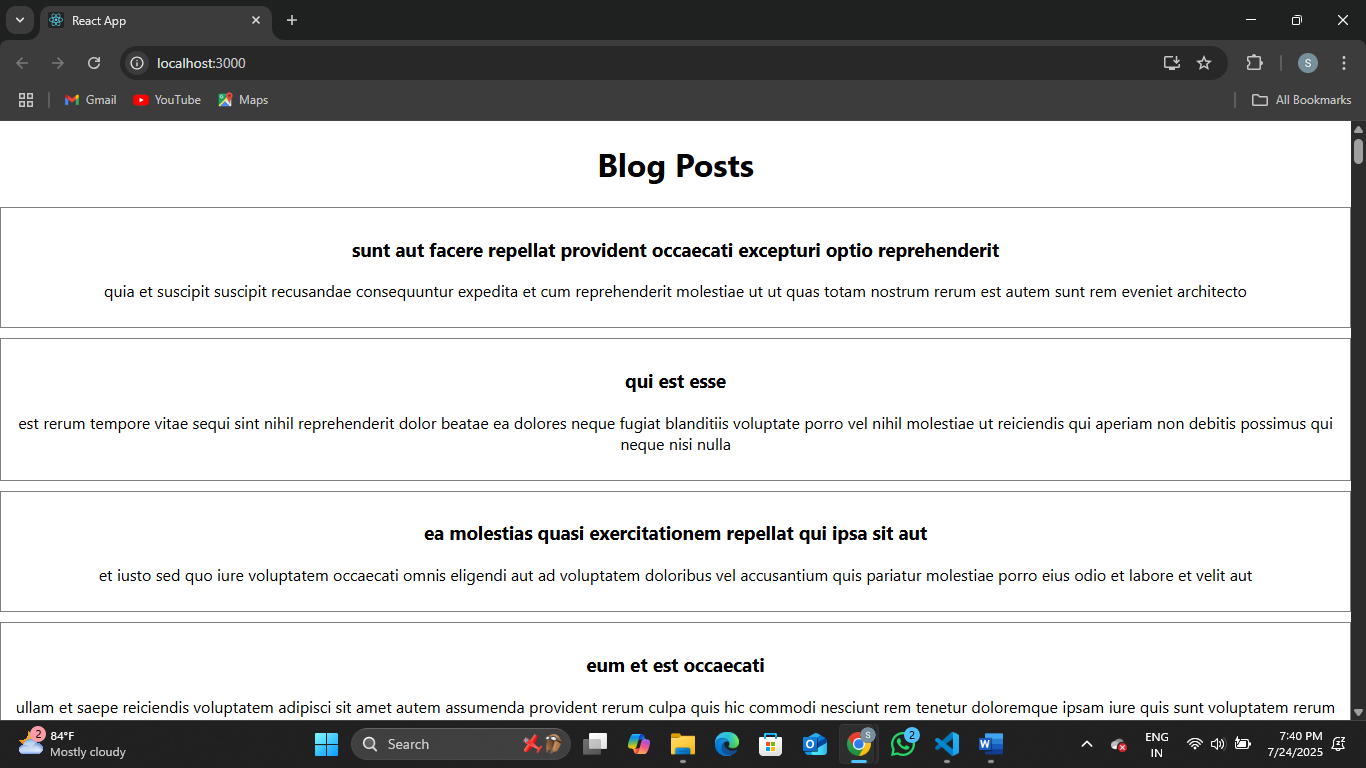 React App
localhost:3000
S
Gmail
YouTube
Maps
All Bookmarks
Blog Posts
sunt aut facere repellat provident occaecati excepturi optio reprehenderit
quia et suscipit suscipit recusandae consequuntur expedita et cum reprehenderit molestiae ut ut quas totam nostrum rerum est autem sunt rem eveniet architecto
qui est esse
est rerum tempore vitae sequi sint nihil reprehenderit dolor beatae ea dolores neque fugiat blanditiis voluptate porro vel nihil molestiae ut reiciendis qui aperiam non debitis possimus qui
neque nisi nulla
ea molestias quasi exercitationem repellat qui ipsa sit aut
et iusto sed quo iure voluptatem occaecati omnis eligendi aut ad voluptatem doloribus vel accusantium quis pariatur molestiae porro eius odio et labore et velit aut
eum et est occaecati
ullam et saepe reiciendis voluptatem adipisci sit amet autem assumenda provident rerum culpa quis hic commodi nesciunt rem tenetur doloremque ipsam iure quis sunt voluptatem rerum
2
84°F
Mostly cloudy
Search
S
2
W
ENG
IN
7:40 PM
7/24/2025